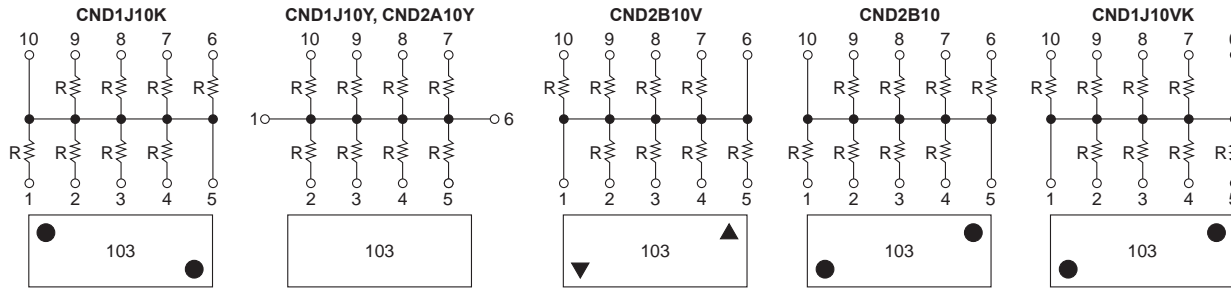 CND1J10K
10 9 8 7 6
R R R R
R R R R
1 2 3 4 5
103
CND1J10Y, CND2A10Y
10 9 8 7
R R R R
1 6
R R R R
2 3 4 5
103
CND2B10V
10 9 8 7 6
R R R R
R R R R
1 2 3 4 5
103
CND2B10
10 9 8 7 6
R R R
R R R R
1 2 3 4 5
103
CND1J10VK
10 9 8 7
R R R R
R R R R
1 2 3 4
103